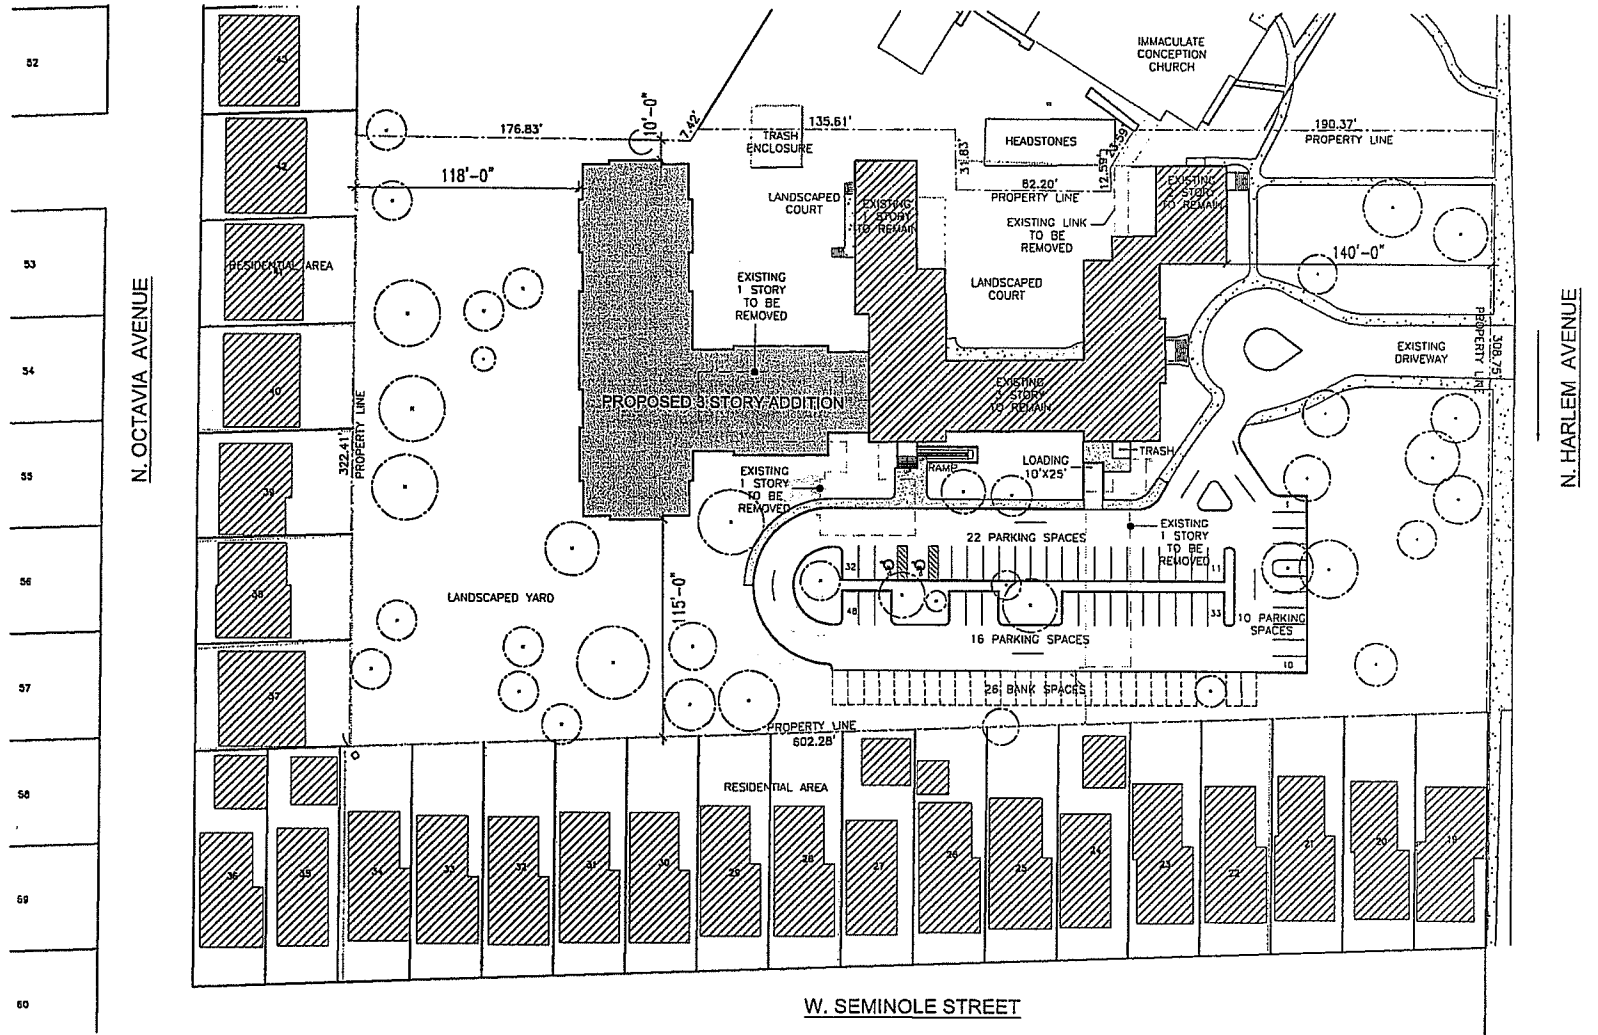 52
43
IMMACULATE
CONCEPTION
CHURCH
176.83'
10'-0"
7.42'
135.61'
TRASH
ENCLOSURE
HEADSTONES
190.37'
PROPERTY LINE
42
118'-0"
31.83'
12.59'
82.20'
PROPERTY LINE
LANDSCAPED
COURT
EXISTING
1 STORY
TO REMAIN
EXISTING LINK
TO BE
REMOVED
EXISTING
2 STORY
TO REMAIN
53
RESIDENTIAL AREA
41
140'-0"
EXISTING
1 STORY
TO BE
REMOVED
LANDSCAPED
COURT
N. OCTAVIA AVENUE
N. HARLEM AVENUE
54
40
EXISTING
DRIVEWAY
PROPERTY LINE
308.75'
PROPOSED 3 STORY ADDITION
EXISTING
3 STORY
TO REMAIN
322.41'
PROPERTY LINE
55
39
EXISTING
1 STORY
TO BE
REMOVED
RAMP
LOADING
10'X25'
TRASH
22 PARKING SPACES
EXISTING
1 STORY
TO BE
REMOVED
56
38
LANDSCAPED YARD
115'-0"
32
11
48
33
16 PARKING SPACES
10 PARKING
SPACES
10
57
37
26 BANK SPACES
PROPERTY LINE
602.28'
58
RESIDENTIAL AREA
36
35
34
33
32
31
30
29
28
27
26
25
24
23
22
21
20
19
59
60
W. SEMINOLE STREET